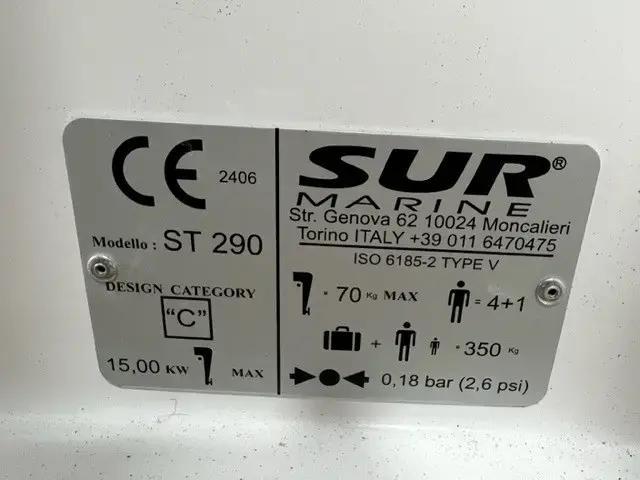 CE 2406
Modello : ST 290
DESIGN CATEGORY
"C"
15,00 KW MAX
SUR®
MARINE
Str. Genova 62 10024 Moncalieri
Torino ITALY +39 011 6470475
ISO 6185-2 TYPE V
= 70 Kg MAX = 4+1
+ = 350 Kg
0,18 bar (2,6 psi)